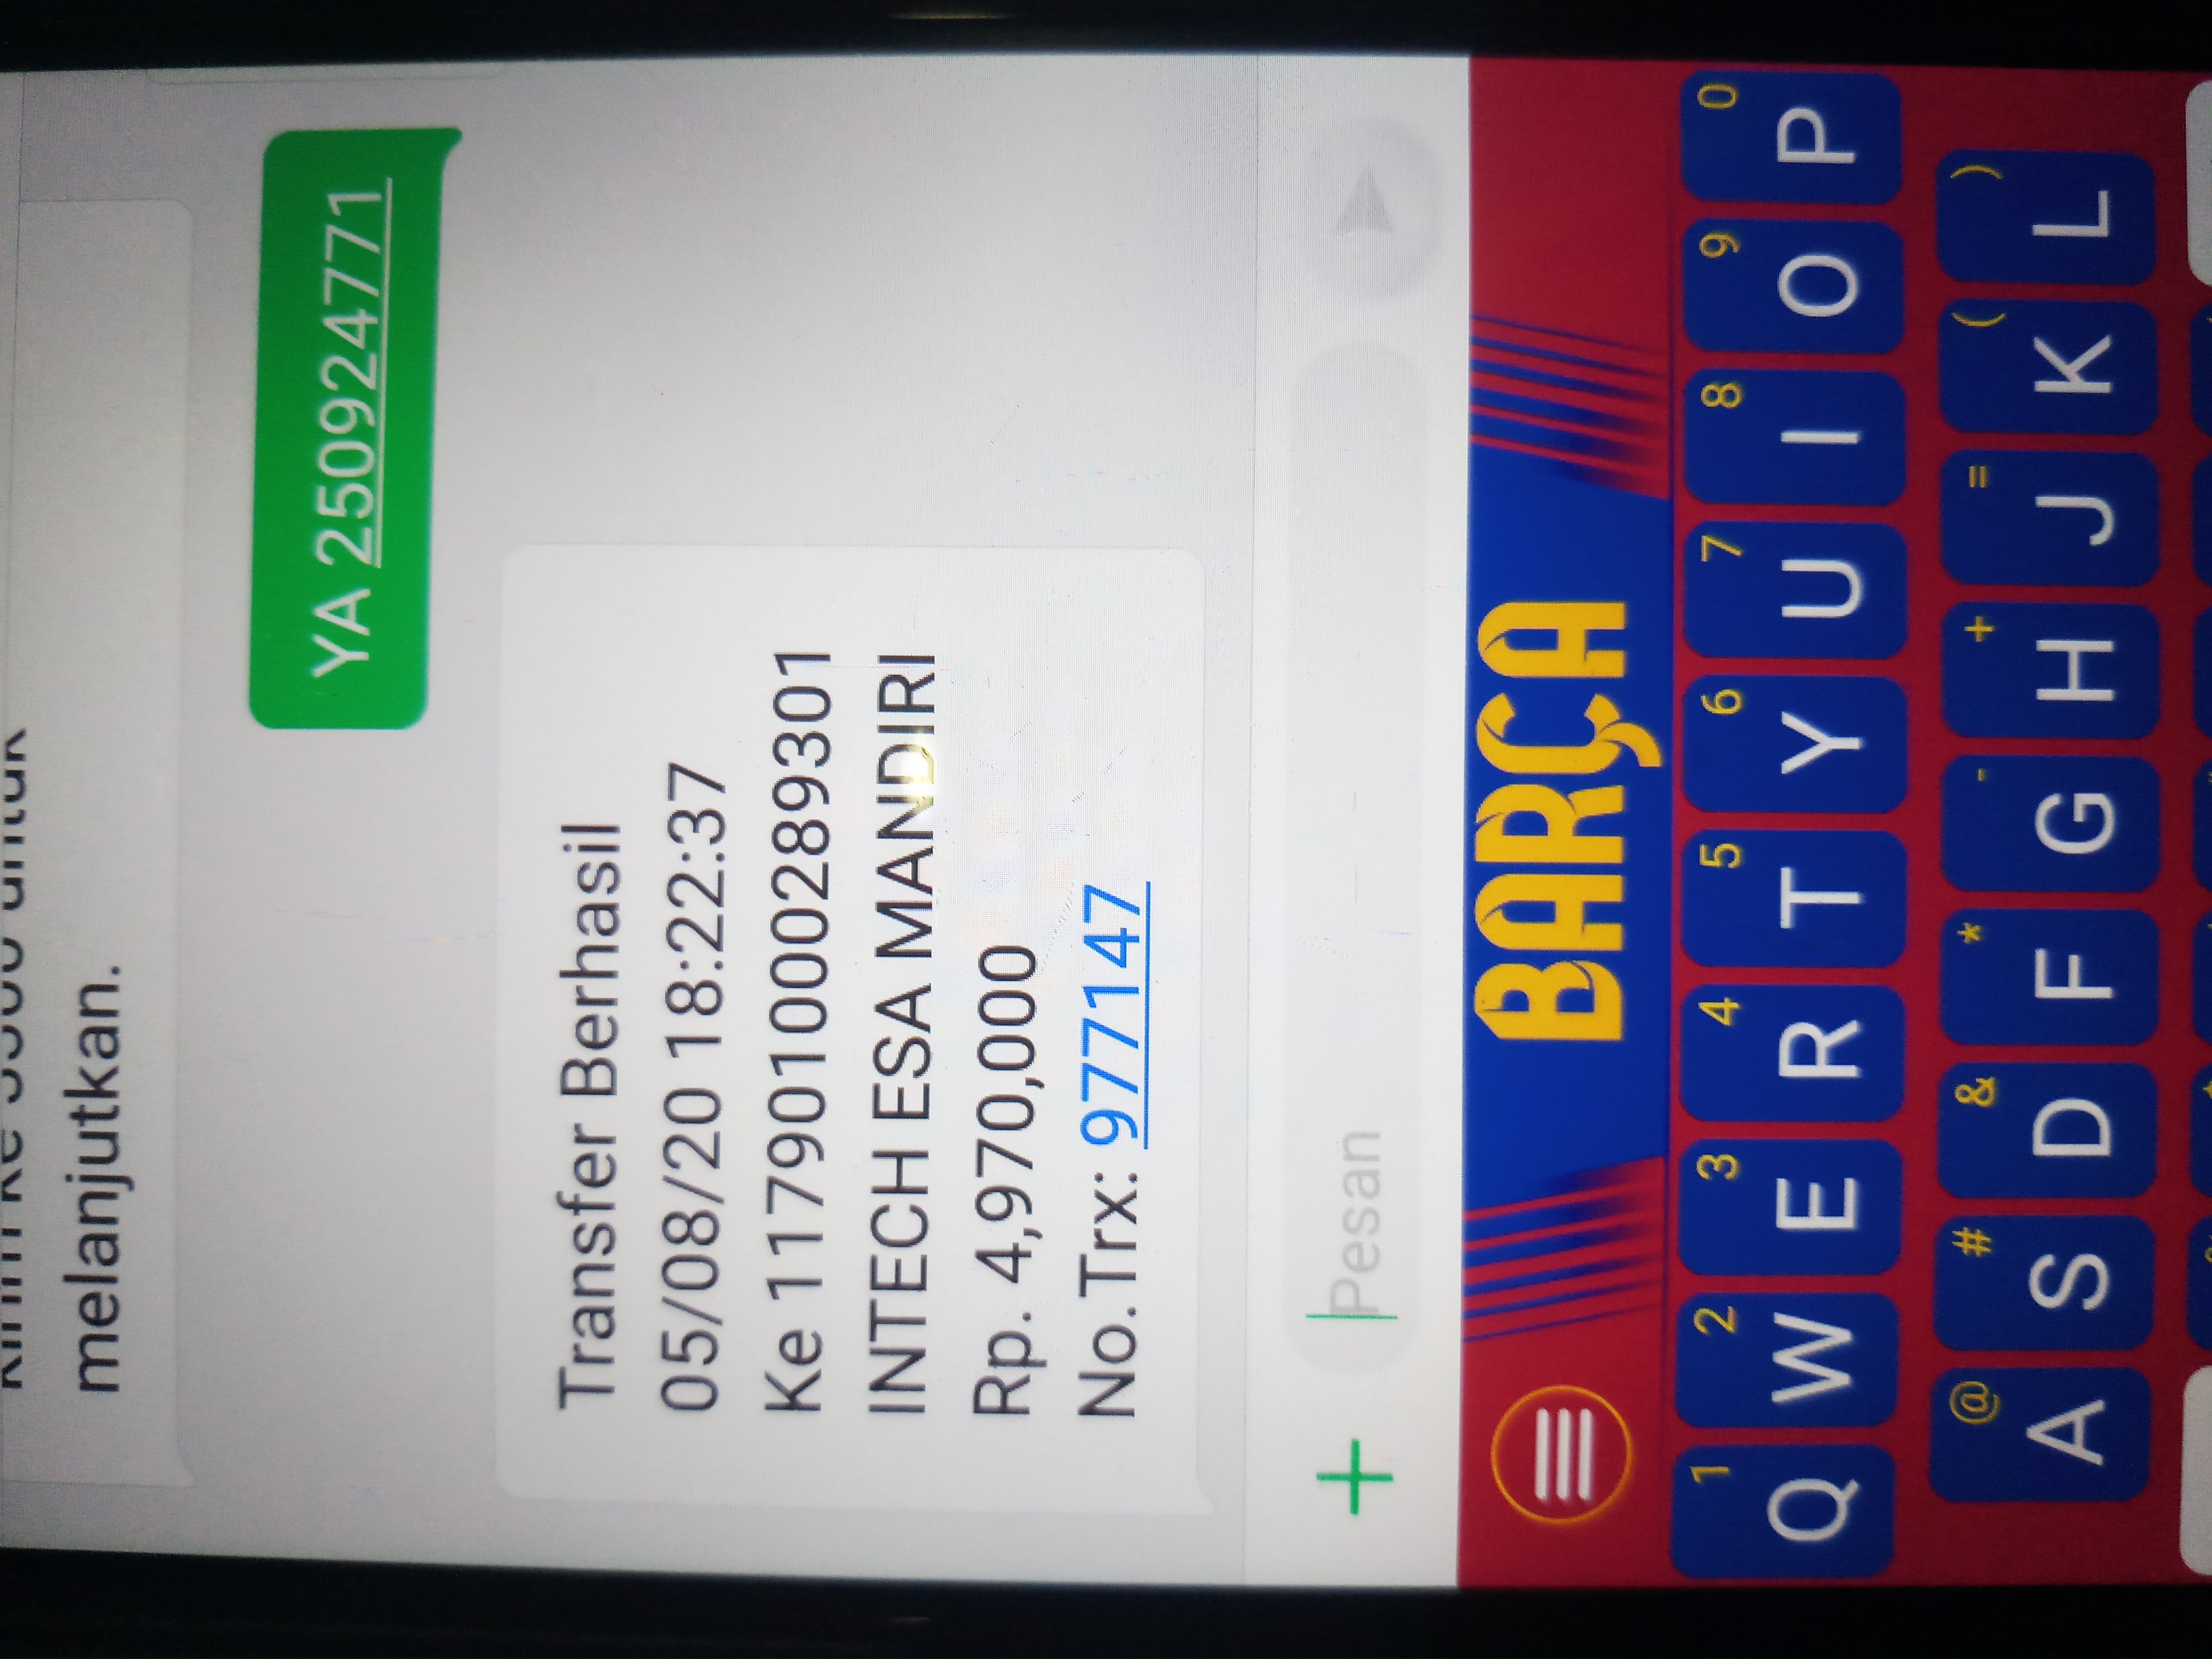 kirim ke 3300 untuk
melanjutkan.
YA 250924771
Transfer Berhasil
05/08/20 18:22:37
Ke 117901000289301
INTECH ESA MANDIRI
Rp. 4,970,000
No.Trx: 977147
Pesan
BARÇA
1 2 3 4 5 6 7 8 9 0
Q W E R T Y U I O P
@ # & * - + = ( )
A S D F G H J K L